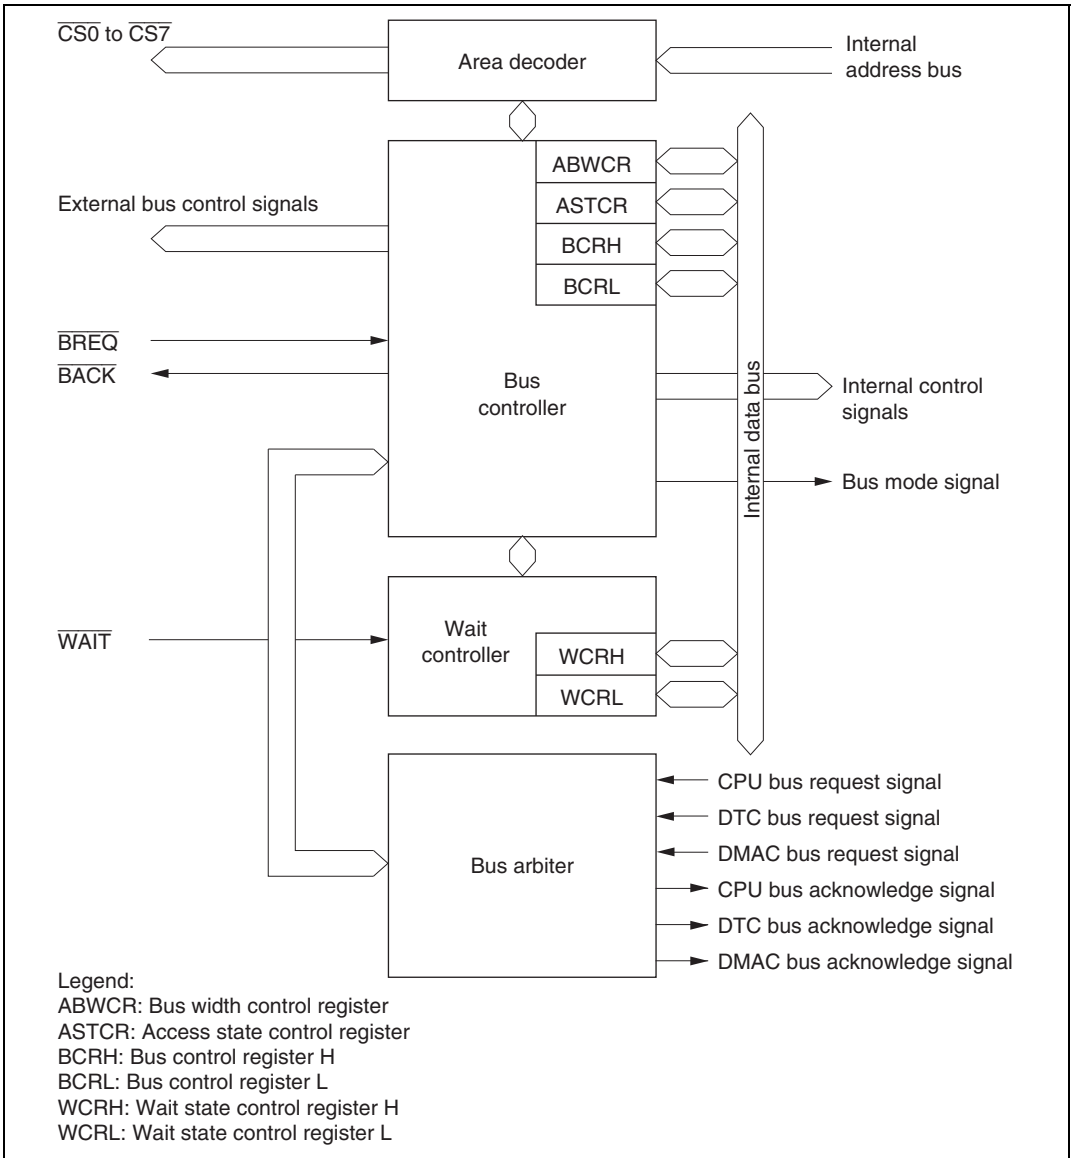 CS0 to CS7
Area decoder
Internal
address bus
ABWCR
ASTCR
External bus control signals
BCRH
BCRL
BREQ
BACK
Bus
controller
Internal data bus
Internal control
signals
Bus mode signal
WAIT
Wait
controller
WCRH
WCRL
CPU bus request signal
DTC bus request signal
DMAC bus request signal
Bus arbiter
CPU bus acknowledge signal
DTC bus acknowledge signal
DMAC bus acknowledge signal
Legend:
ABWCR: Bus width control register
ASTCR: Access state control register
BCRH: Bus control register H
BCRL: Bus control register L
WCRH: Wait state control register H
WCRL: Wait state control register L